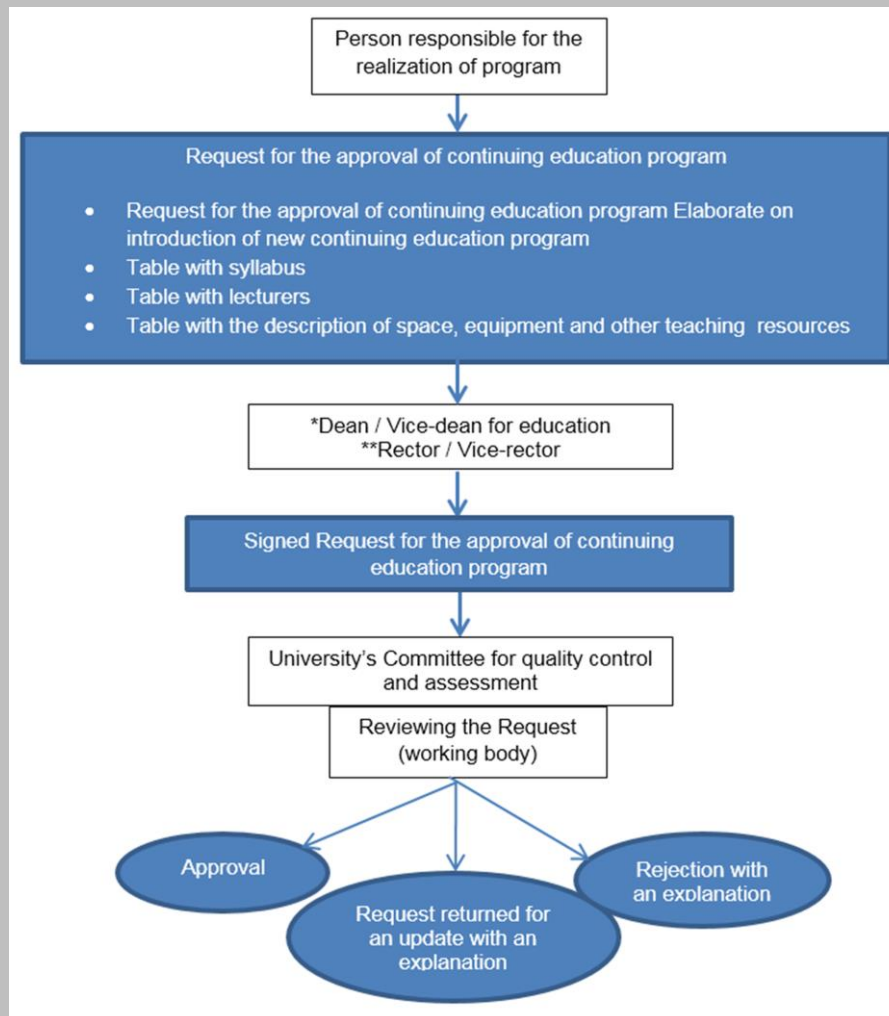 Person responsible for the
realization of program
Request for the approval of continuing education program
• Request for the approval of continuing education program Elaborate on
introduction of new continuing education program
• Table with syllabus
• Table with lecturers
• Table with the description of space, equipment and other teaching resources
*Dean / Vice-dean for education
**Rector / Vice-rector
Signed Request for the approval of continuing
education program
University's Committee for quality control
and assessment
Reviewing the Request
(working body)
Approval
Rejection with
an explanation
Request returned for
an update with an
explanation